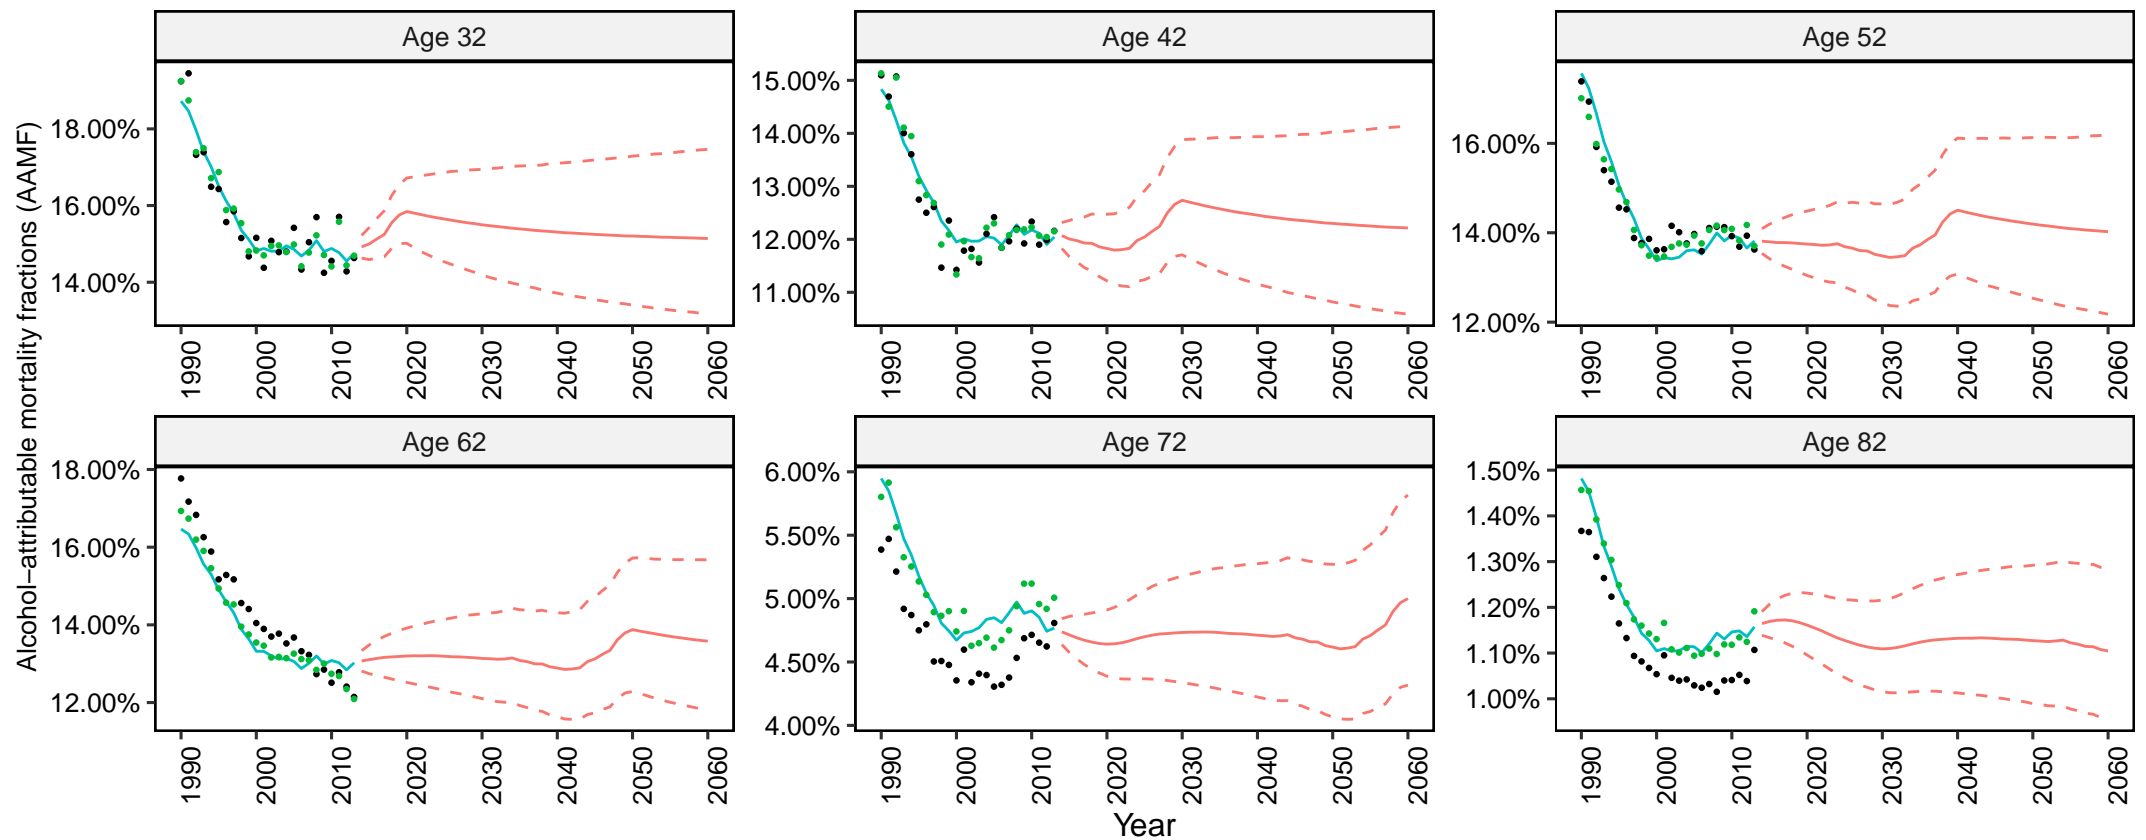 Alcohol−attributable mortality fractions (AAMF)
Age 32
18.00%
16.00%
14.00%
1990 2000 2010 2020 2030 2040 2050 2060
Age 42
15.00%
14.00%
13.00%
12.00%
11.00%
1990 2000 2010 2020 2030 2040 2050 2060
Age 52
16.00%
14.00%
12.00%
1990 2000 2010 2020 2030 2040 2050 2060
Age 62
18.00%
16.00%
14.00%
12.00%
1990 2000 2010 2020 2030 2040 2050 2060
Age 72
6.00%
5.50%
5.00%
4.50%
4.00%
1990 2000 2010 2020 2030 2040 2050 2060
Age 82
1.50%
1.40%
1.30%
1.20%
1.10%
1.00%
1990 2000 2010 2020 2030 2040 2050 2060
Year